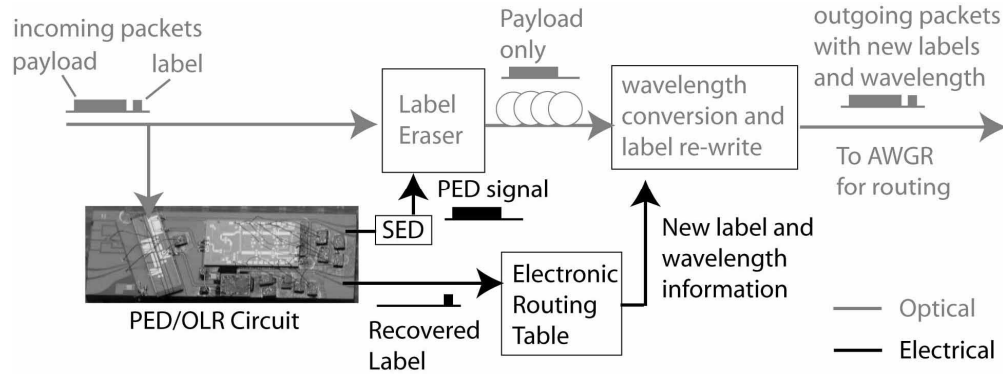 incoming packets
payload
label
Label
Eraser
Payload
only
wavelength
conversion and
label re-write
outgoing packets
with new labels
and wavelength
To AWGR
for routing
PED signal
SED
PED/OLR Circuit
Recovered
Label
Electronic
Routing
Table
New label and
wavelength
information
Optical
Electrical